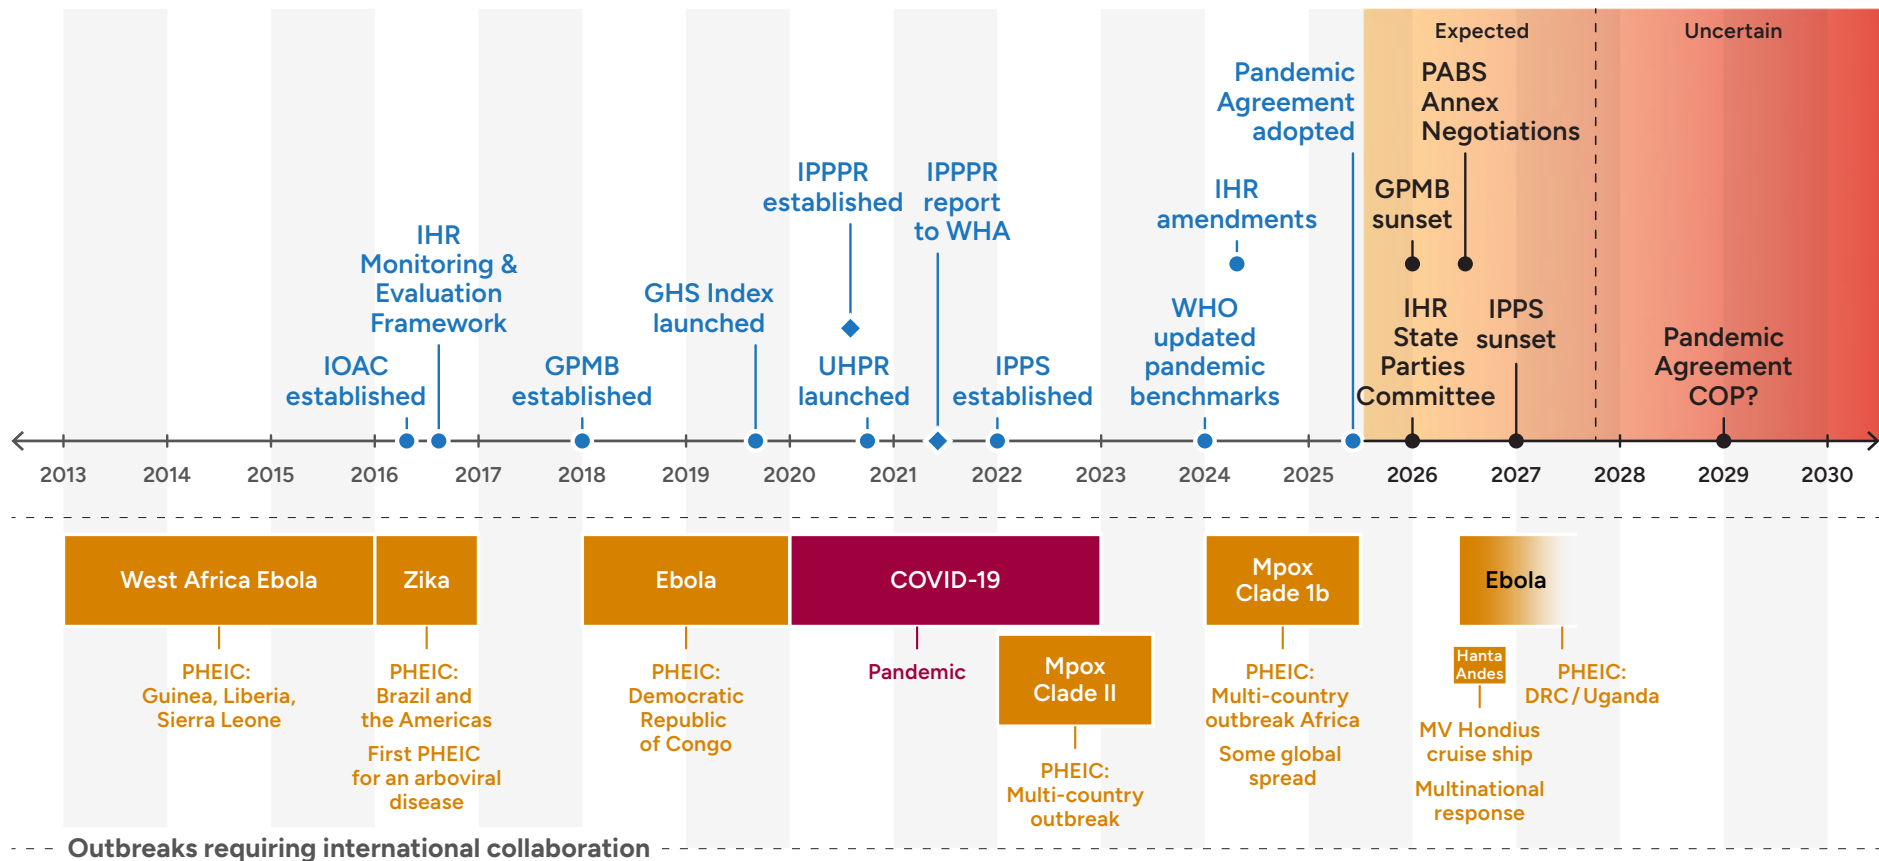 Expected
Uncertain
Pandemic
Agreement
adopted
PABS
Annex
Negotiations
IPPPR
established
IPPPR
report
to WHA
IHR
amendments
GPMB
sunset
IHR
Monitoring &
Evaluation
Framework
GHS Index
launched
WHO
updated
pandemic
benchmarks
IHR
State
Parties
Committee
IPPS
sunset
Pandemic
Agreement
COP?
IOAC
established
GPMB
established
UHPR
launched
IPPS
established
2013
2014
2015
2016
2017
2018
2019
2020
2021
2022
2023
2024
2025
2026
2027
2028
2029
2030
West Africa Ebola
Zika
Ebola
COVID-19
Mpox
Clade 1b
Ebola
Mpox
Clade II
Hanta
Andes
PHEIC:
Guinea, Liberia,
Sierra Leone
PHEIC:
Brazil and
the Americas
First PHEIC
for an arboviral
disease
PHEIC:
Democratic
Republic
of Congo
Pandemic
PHEIC:
Multi-country
outbreak
PHEIC:
Multi-country
outbreak Africa
Some global
spread
MV Hondius
cruise ship
Multinational
response
PHEIC:
DRC/Uganda
Outbreaks requiring international collaboration